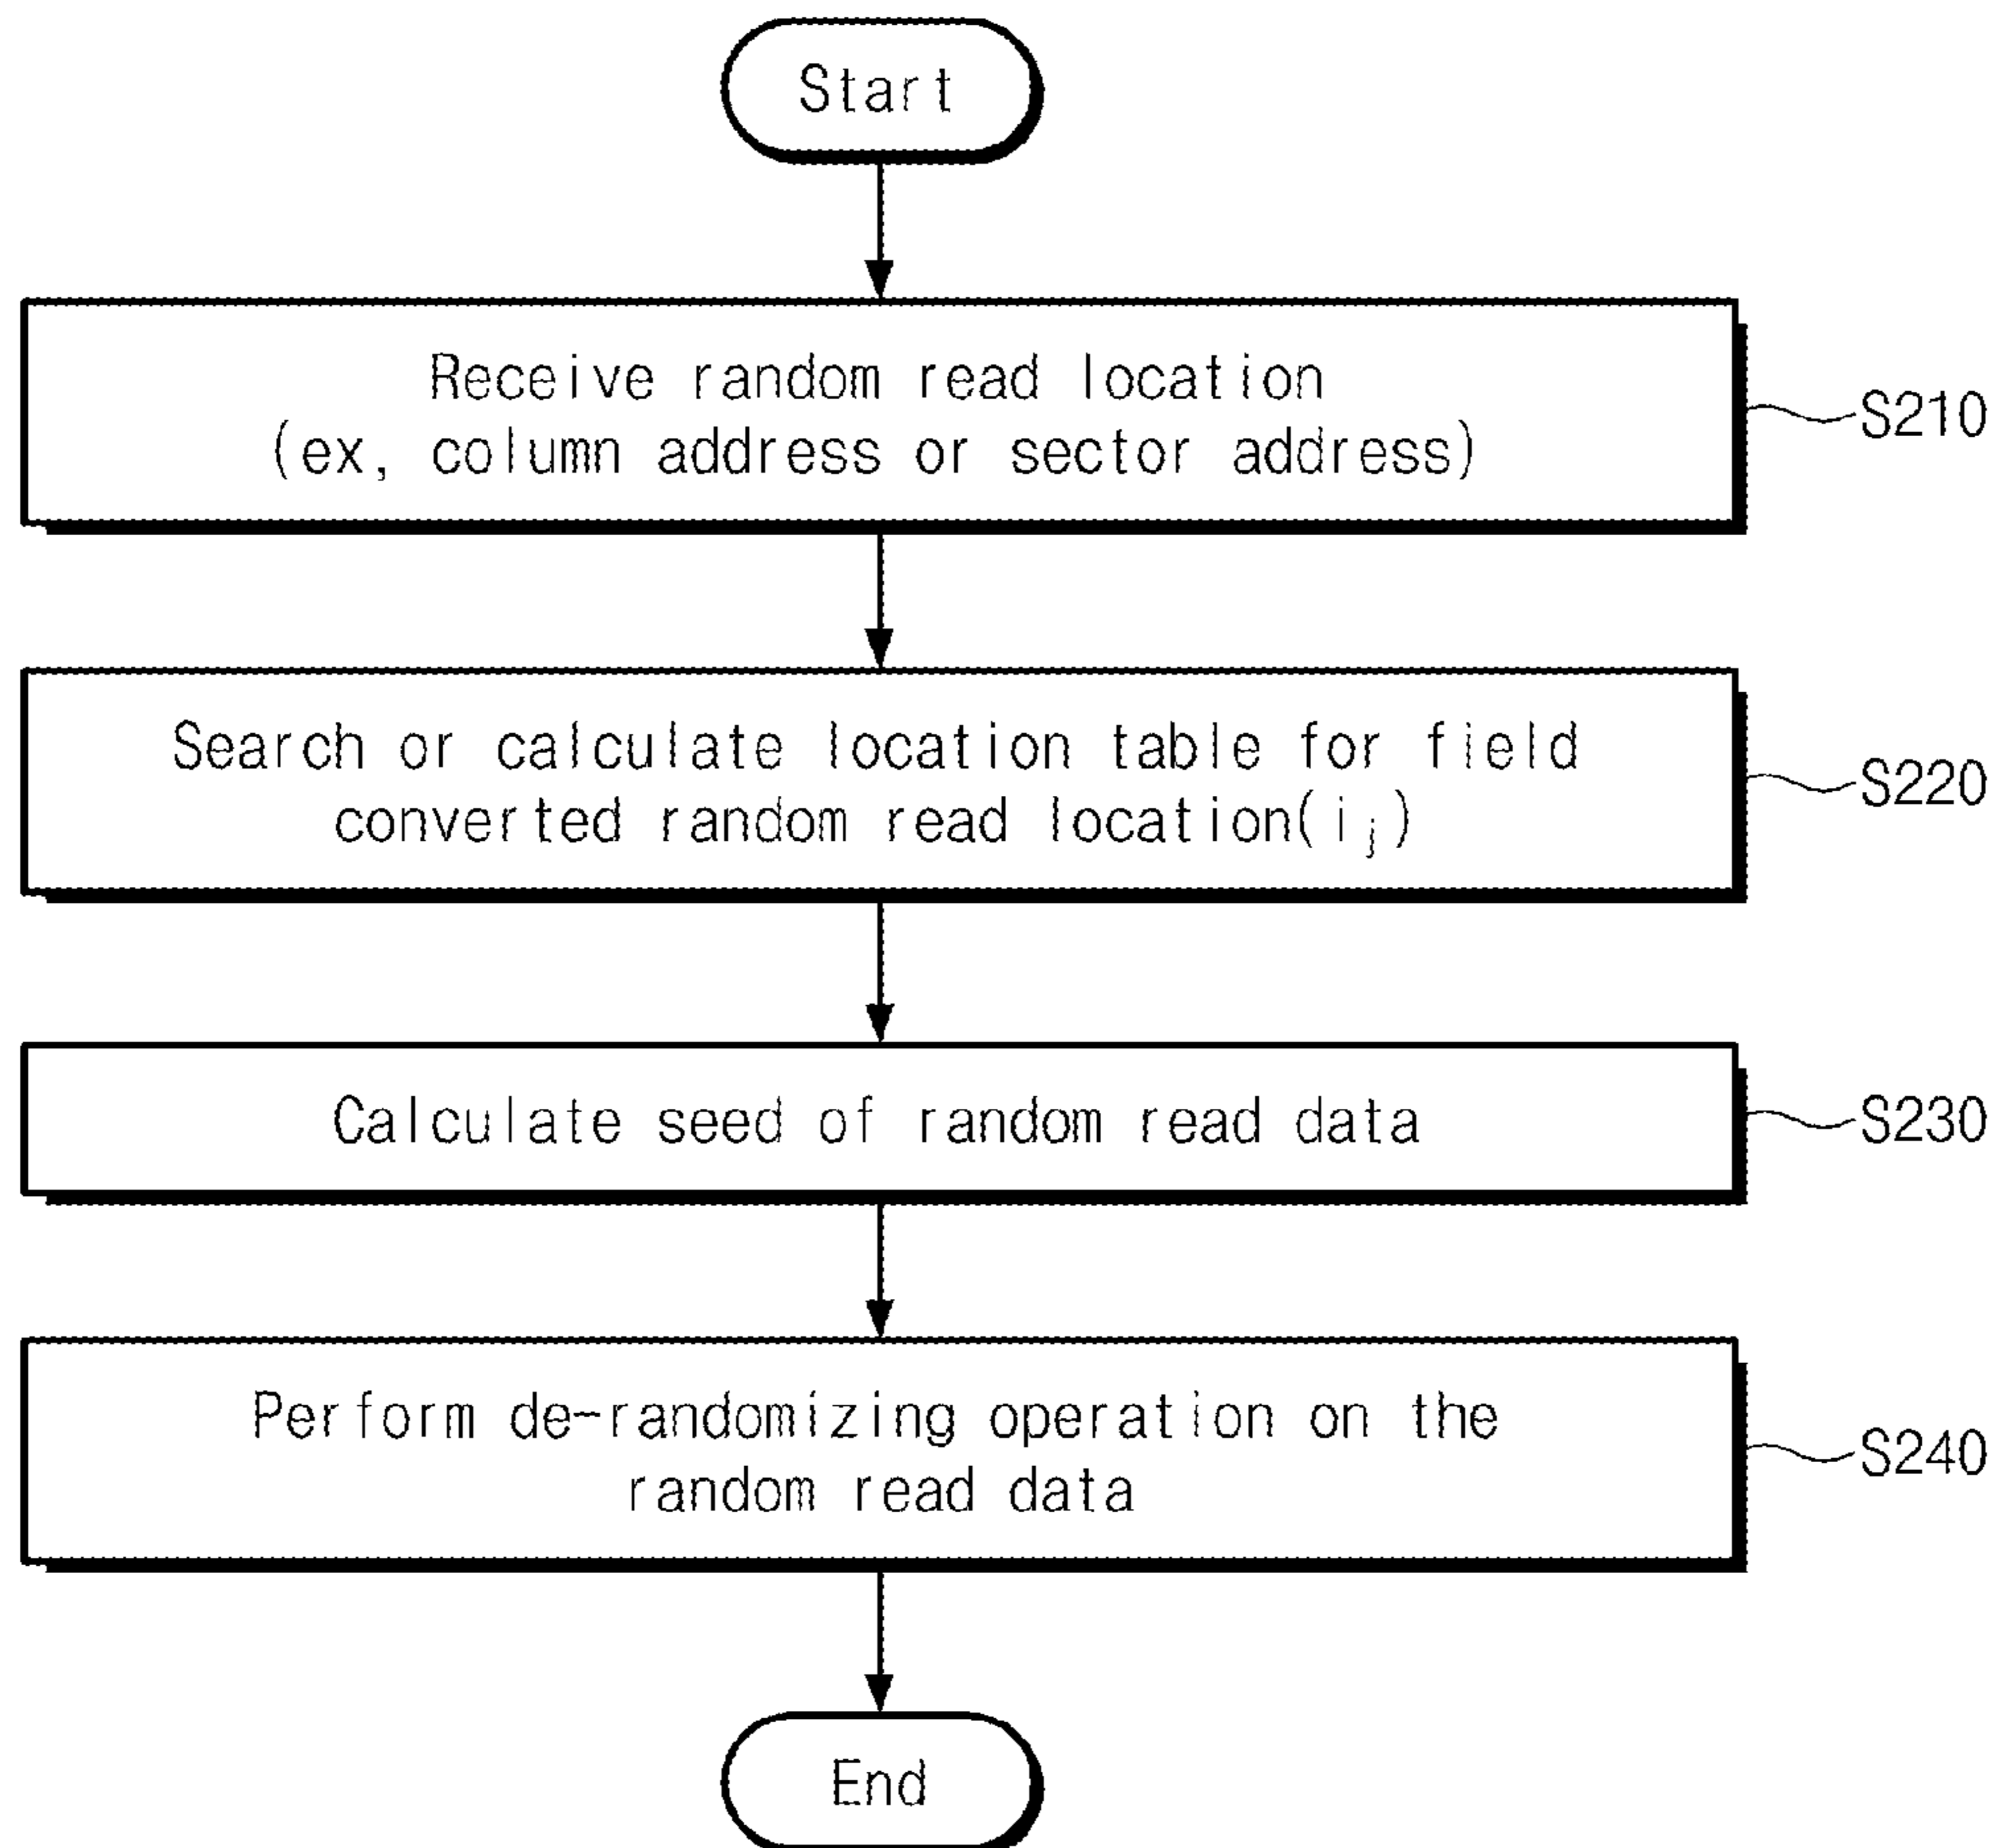 Start
Receive random read location
(ex, column address or sector address)
S210
Search or calculate location table for field
converted random read location(i_j)
S220
Calculate seed of random read data
S230
Perform de-randomizing operation on the
random read data
S240
End